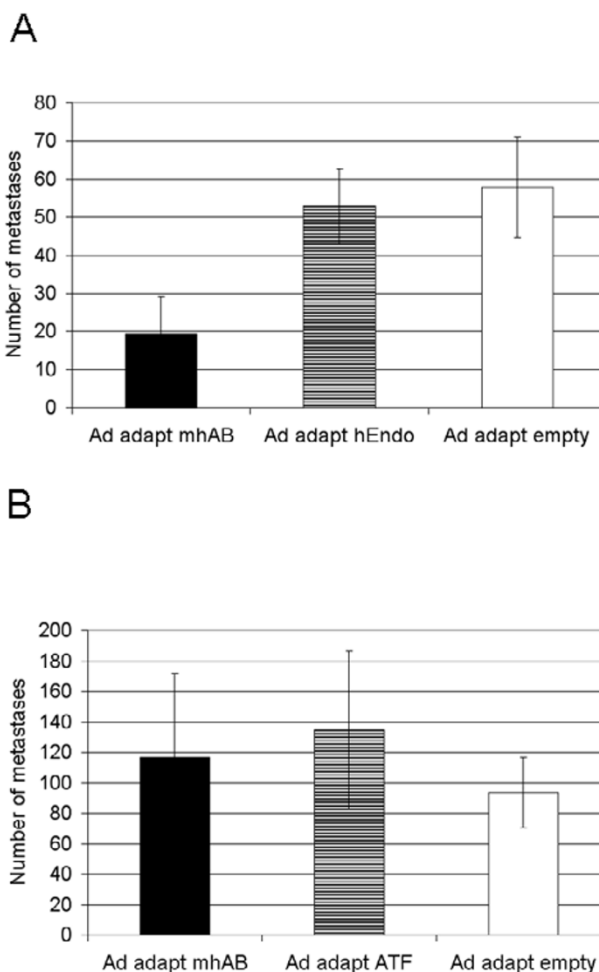 A
Number of metastases
80
70
60
50
40
30
20
10
0
Ad adapt mhAB
Ad adapt hEndo
Ad adapt empty
B
Number of metastases
200
180
160
140
120
100
80
60
40
20
0
Ad adapt mhAB
Ad adapt ATF
Ad adapt empty